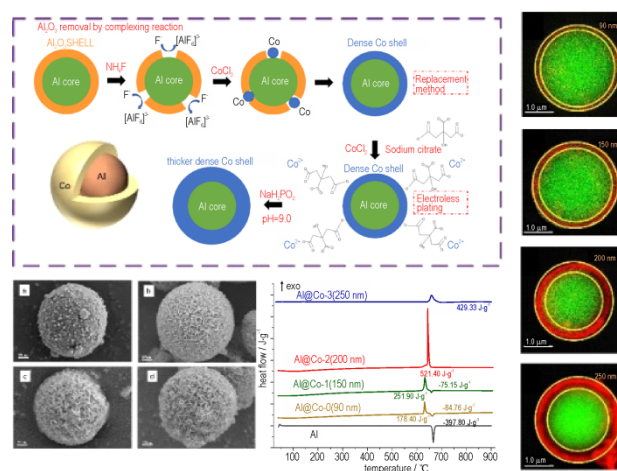 Al₂O₃ removal by complexing reaction
Al₂O₃SHELL
F
[AlF₆]³⁻
Al core
NH₄F
Al core
F
[AlF₆]³⁻
F
[AlF₆]³⁻
CoCl₂
Co
Al core
Co
Co
Dense Co shell
Al core
Replacement
method
CoCl₂
Sodium citrate
Dense Co shell
Co²⁺
Co²⁺
Al core
Electroless
plating
Co²⁺
Co²⁺
NaH₂PO₂
pH=9.0
thicker dense Co shell
Al core
Co
Al
90 nm
1.0 μm
150 nm
1.0 μm
200 nm
1.0 μm
250 nm
1.0 μm
a
b
c
d
↑ exo
Al@Co-3(250 nm)
429.33 J·g⁻¹
Al@Co-2(200 nm)
521.40 J·g⁻¹
Al@Co-1(150 nm)
-75.15 J·g⁻¹
251.90 J·g⁻¹
Al@Co-0(90 nm)
-84.76 J·g⁻¹
178.40 J·g⁻¹
Al
-397.80 J·g⁻¹
heat flow / J·g⁻¹
100 200 300 400 500 600 700 800 900
temperature / ℃